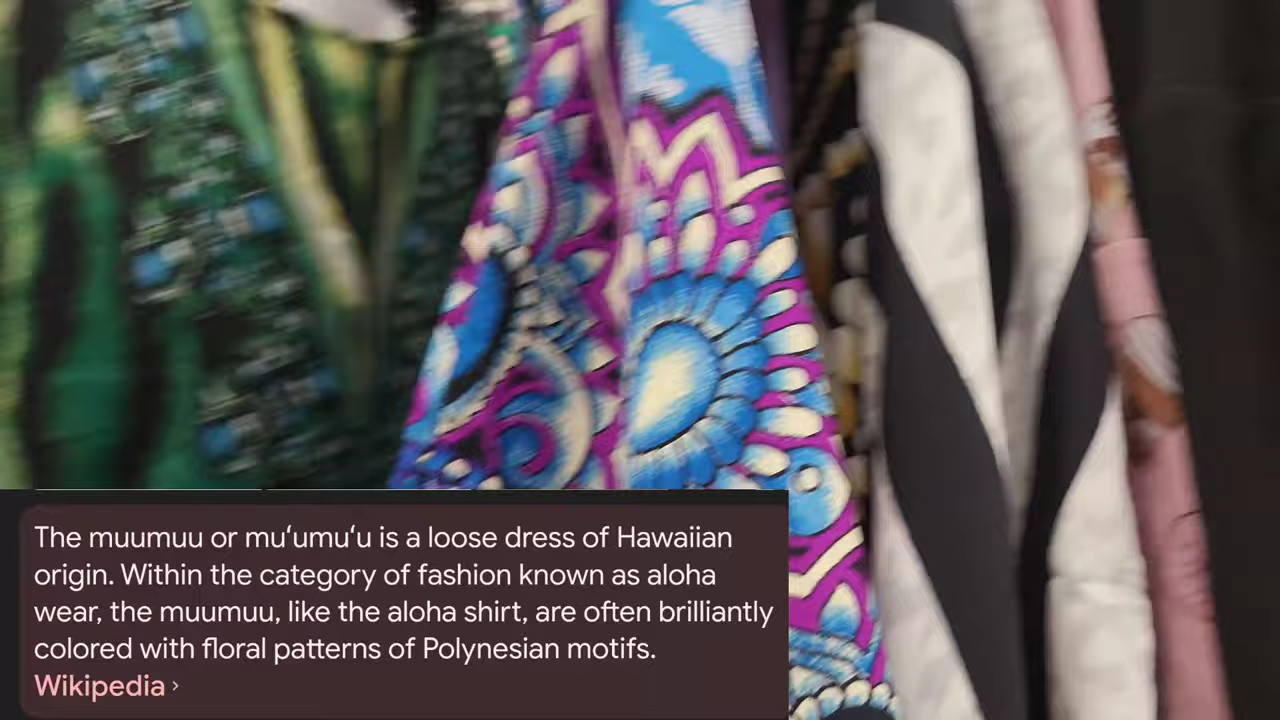 The muumuu or muʻumuʻu is a loose dress of Hawaiian
origin. Within the category of fashion known as aloha
wear, the muumuu, like the aloha shirt, are often brilliantly
colored with floral patterns of Polynesian motifs.
Wikipedia ›